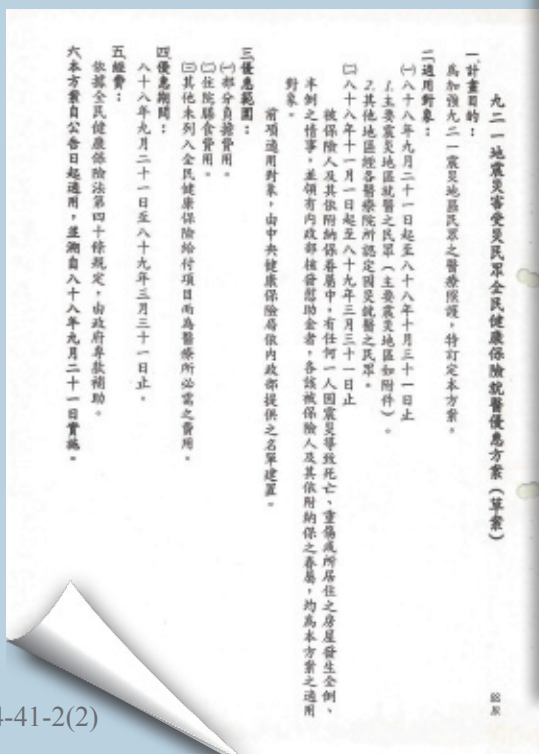 九二一地震災害受災民眾全民健康保險就醫優惠方案（草案）
一、計畫目的：
為加強九二一震災地區民眾之醫療照護，特訂定本方案。
二、適用對象：
㈠八十八年九月二十一日起至八十八年十月三十一日止
1.主要震災地區就醫之民眾（主要震災地區如附件）。
2.其他地區經各醫療院所認定因災就醫之民眾。
㈡八十八年十一月一日起至八十九年三月三十一日止
被保險人及其依附納保眷屬中，有任何一人因震災導致死亡、重傷或所居住之房屋發生全倒、
半倒之情事，並領有內政部核發慰助金者，各該被保險人及其依附納保之眷屬，均為本方案之適用
對象。
前項適用對象，由中央健康保險局依內政部提供之名單建置。
三、優惠範圍：
㈠部分負擔費用。
㈡住院膳食費用。
㈢其他未列入全民健康保險給付項目而為醫療所必需之費用。
四、優惠期間：
八十八年九月二十一日至八十九年三月三十一日止。
五、經費：
依據全民健康保險法第四十條規定，由政府專款補助。
六、本方案自公告日起適用，並溯自八十八年九月二十一日實施。
4-41-2(2)